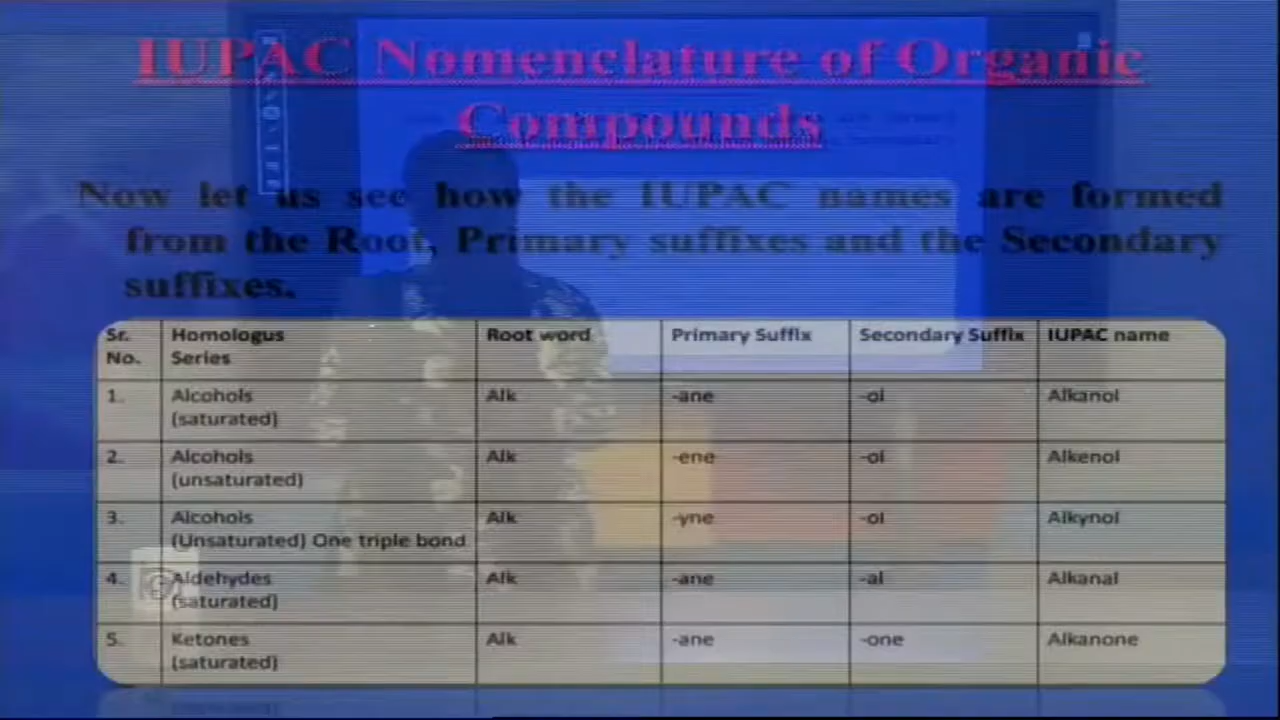 IUPAC Nomenclature of Organic
Compounds
Now let us see how the IUPAC names are formed
from the Root, Primary suffixes and the Secondary
suffixes.
Sr. No. Homologus Series Root word Primary Suffix Secondary Suffix IUPAC name
1. Alcohols (saturated) Alk -ane -ol Alkanol
2. Alcohols (unsaturated) Alk -ene -ol Alkenol
3. Alcohols (Unsaturated) One triple bond Alk -yne -ol Alkynol
4. Aldehydes (saturated) Alk -ane -al Alkanal
5. Ketones (saturated) Alk -ane -one Alkanone